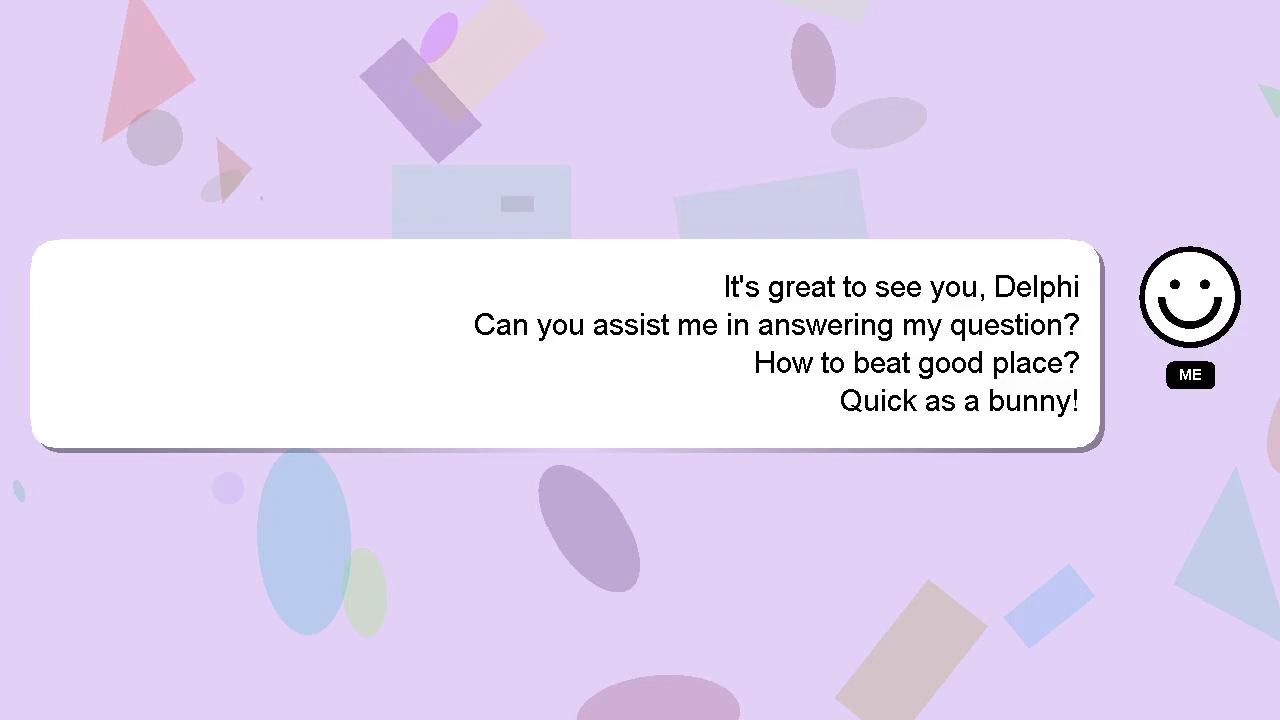 It's great to see you, Delphi
Can you assist me in answering my question?
How to beat good place?
Quick as a bunny!
ME